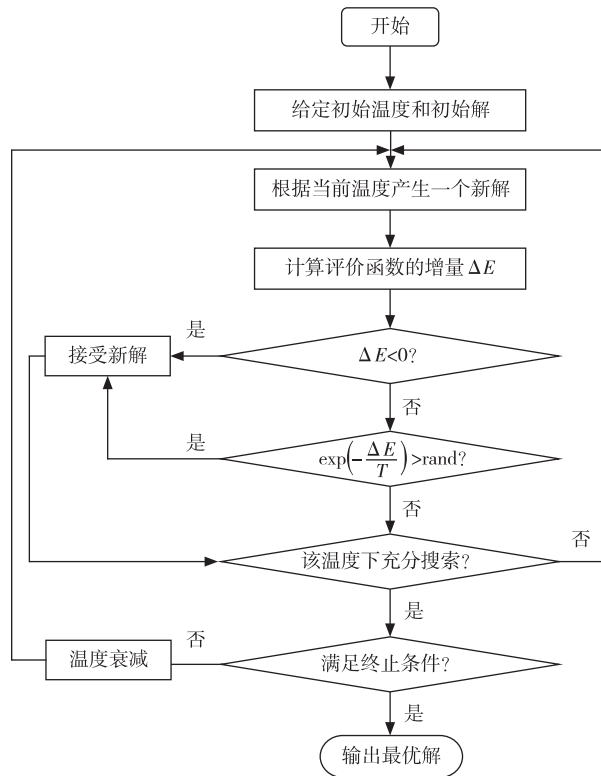 开始
给定初始温度和初始解
根据当前温度产生一个新解
计算评价函数的增量 ΔE
是
接受新解
ΔE<0?
否
是
exp(-ΔE/T)>rand?
否
该温度下充分搜索?
否
是
否
温度衰减
满足终止条件?
是
输出最优解